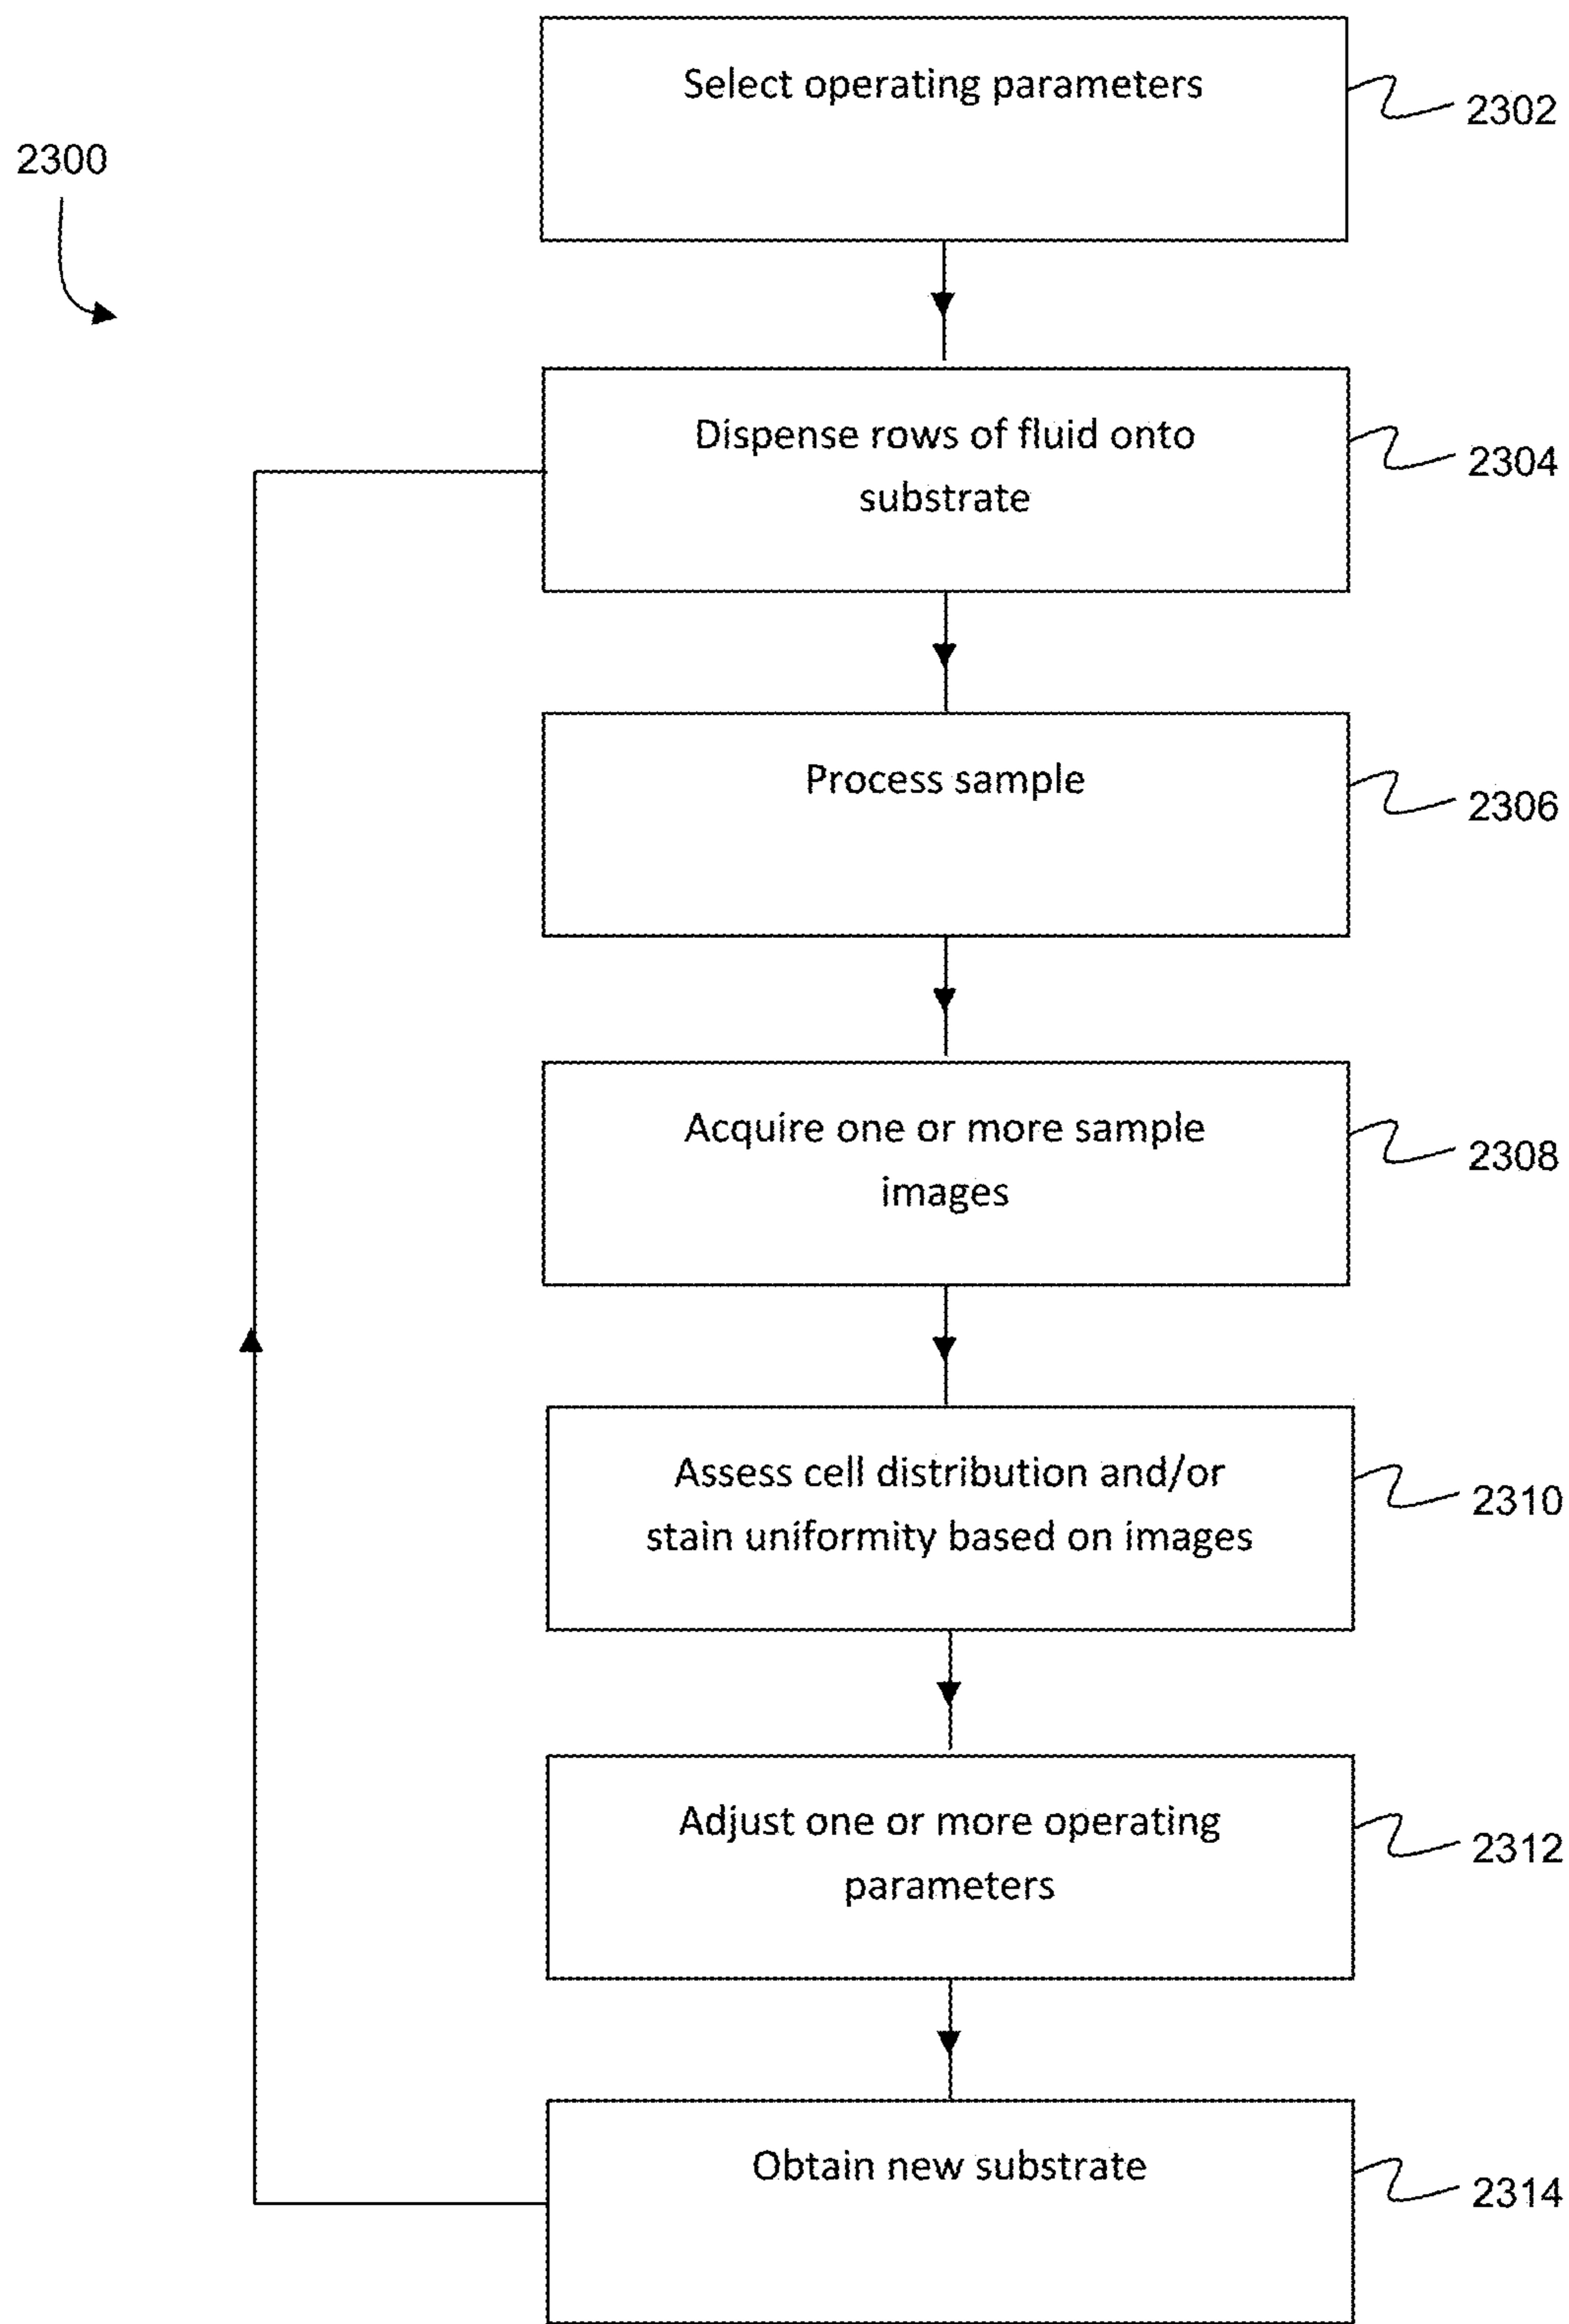 Select operating parameters
2302
2300
Dispense rows of fluid onto
substrate
2304
Process sample
2306
Acquire one or more sample
images
2308
Assess cell distribution and/or
stain uniformity based on images
2310
Adjust one or more operating
parameters
2312
Obtain new substrate
2314